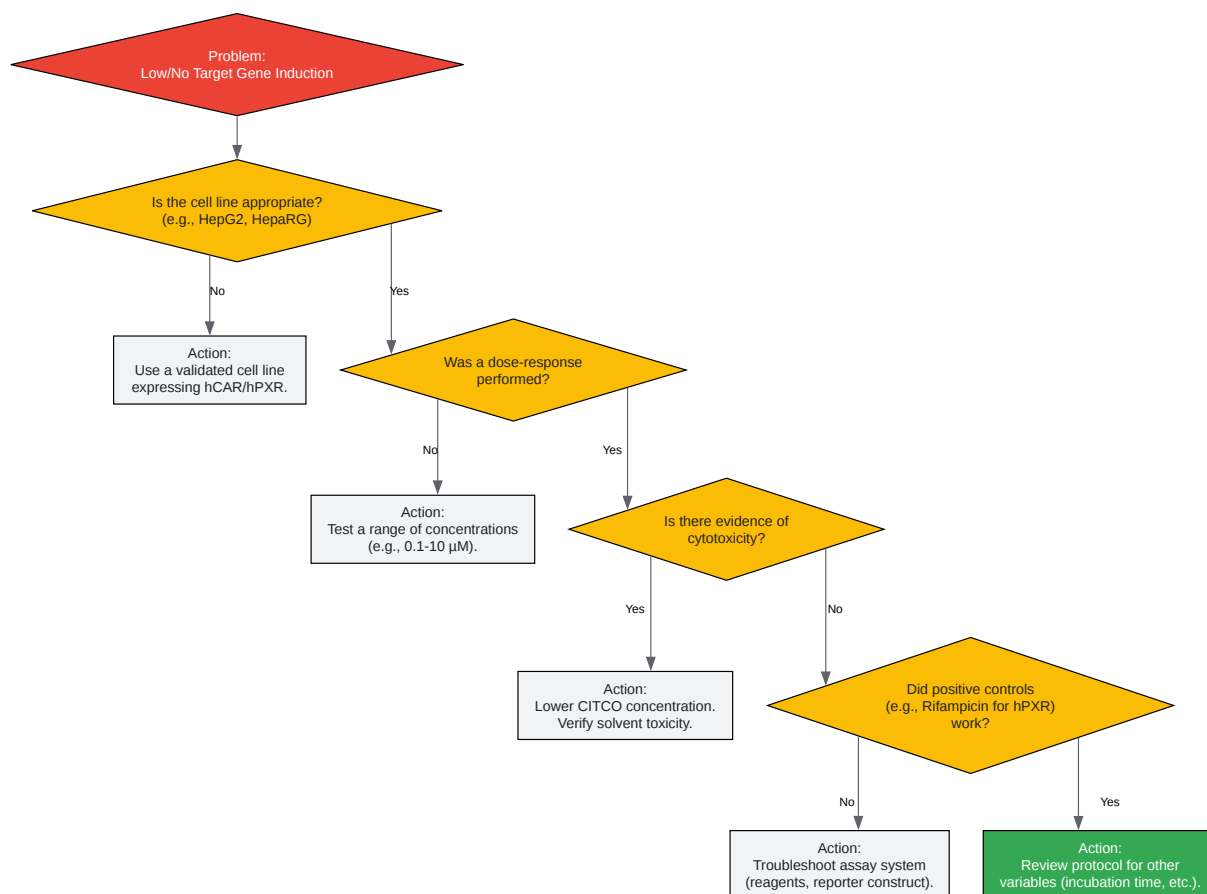 Problem:
Low/No Target Gene Induction
Is the cell line appropriate?
(e.g., HepG2, HepaRG)
No
Yes
Action:
Use a validated cell line
expressing hCAR/hPXR.
Was a dose-response
performed?
No
Yes
Action:
Test a range of concentrations
(e.g., 0.1-10 µM).
Is there evidence of
cytotoxicity?
Yes
No
Action:
Lower CITCO concentration.
Verify solvent toxicity.
Did positive controls
(e.g., Rifampicin for hPXR)
work?
No
Yes
Action:
Troubleshoot assay system
(reagents, reporter construct).
Action:
Review protocol for other
variables (incubation time, etc.).